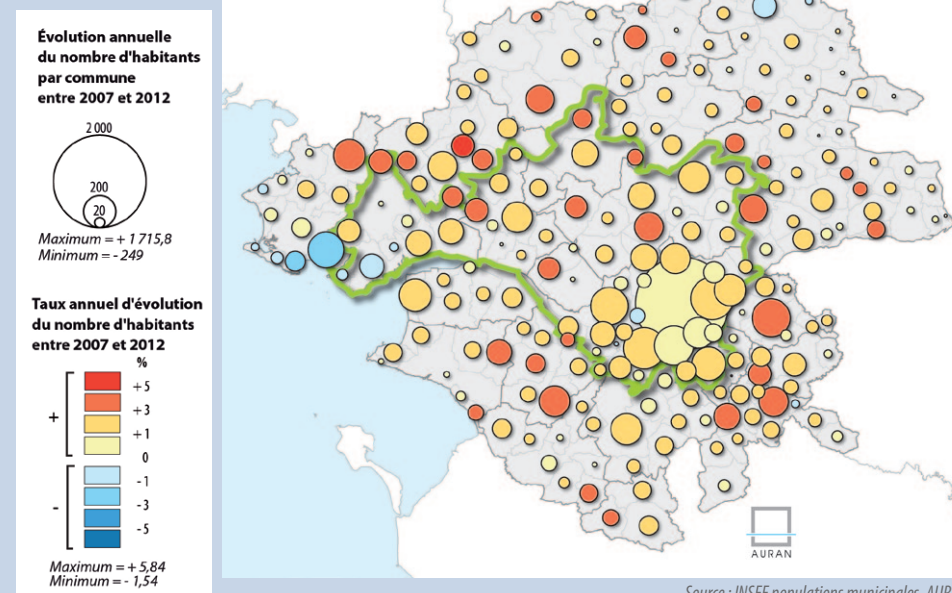 Évolution annuelle
du nombre d'habitants
par commune
entre 2007 et 2012
2 000
200
20
Maximum = + 1 715,8
Minimum = - 249
Taux annuel d'évolution
du nombre d'habitants
entre 2007 et 2012
%
+ 5
+ 3
+
+ 1
0
- 1
- 3
-
- 5
Maximum = + 5,84
Minimum = - 1,54
AURAN
Source : INSEE populations municipales, AUR